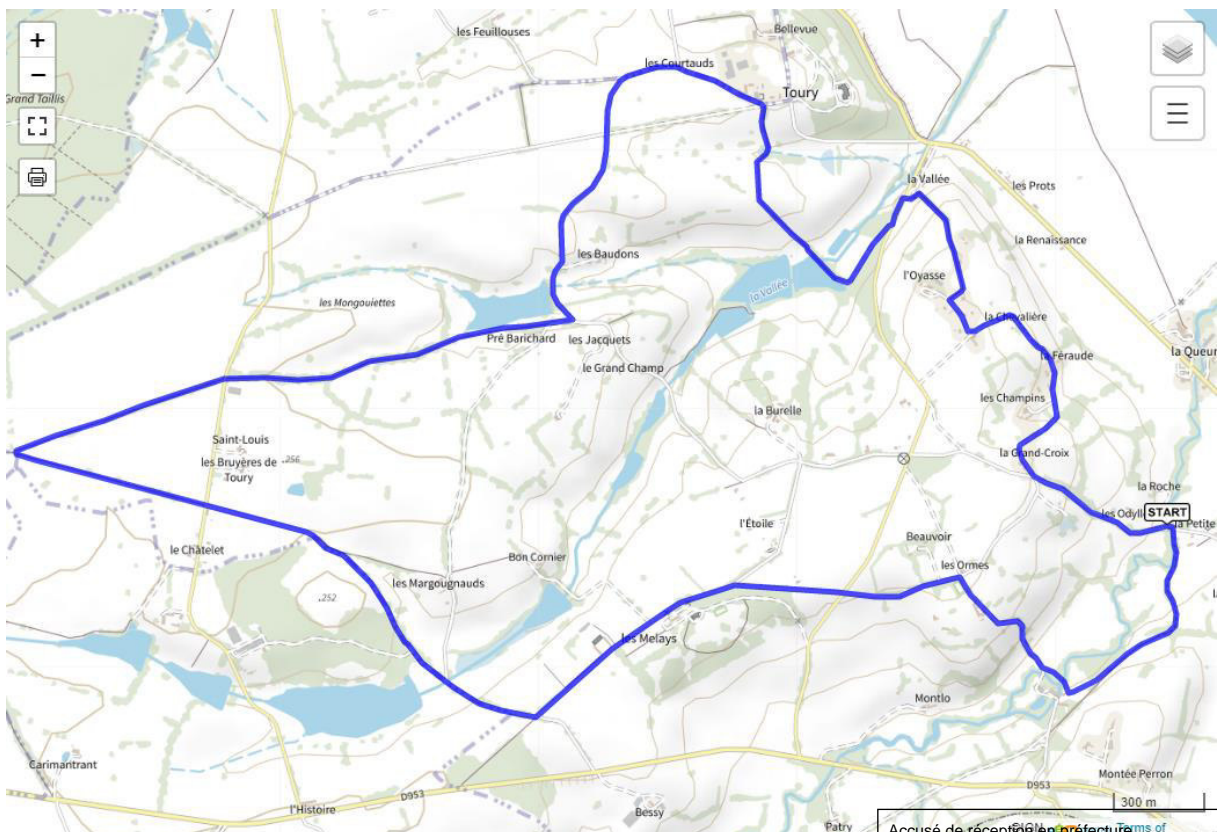 +
−
Grand Taillis
les Feuillouses
Bellevue
les Courtauds
Toury
la Vallée
les Prots
la Renaissance
les Baudons
l'Oyasse
la Vallée
les Mongouiettes
la Chevalière
Pré Barichard
les Jacquets
la Féraude
la Queu
le Grand Champ
les Champins
la Burelle
Saint-Louis
les Bruyères de
Toury
.256
la Grand-Croix
la Roche
les Odyll
START
la Petite
l'Étoile
Beauvoir
le Châtelet
Bon Cornier
les Ormes
les Margougnauds
.252
les Melays
Montlo
Carimantrant
l'Histoire
D953
Bessy
D953
Montée Perron
300 m
Patry
Accusé de réception en préfecture
IGN
Terms of